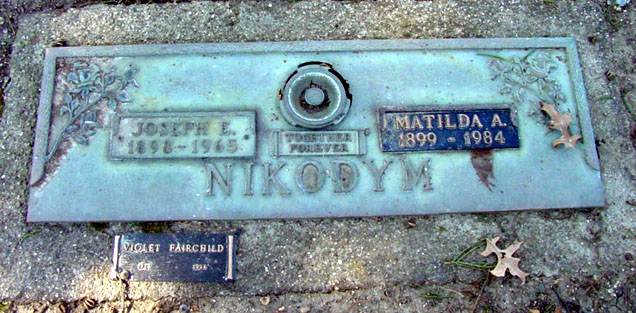 JOSEPH E.
1898 - 1965
TOGETHER
FOREVER
MATILDA A.
1899 - 1984
NIKODYM
VIOLET FAIRCHILD